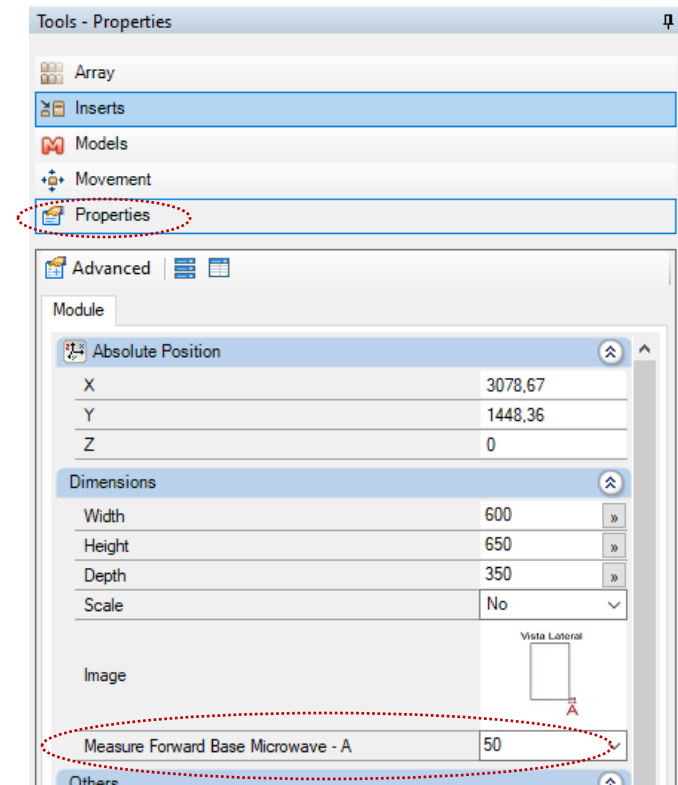 Tools - Properties
Array
Inserts
Models
Movement
Properties
Advanced
Module
Absolute Position
X 3078,67
Y 1448,36
Z 0
Dimensions
Width 600 »
Height 650 »
Depth 350 »
Scale No
Vista Lateral
Image
A
Measure Forward Base Microwave - A 50
Others